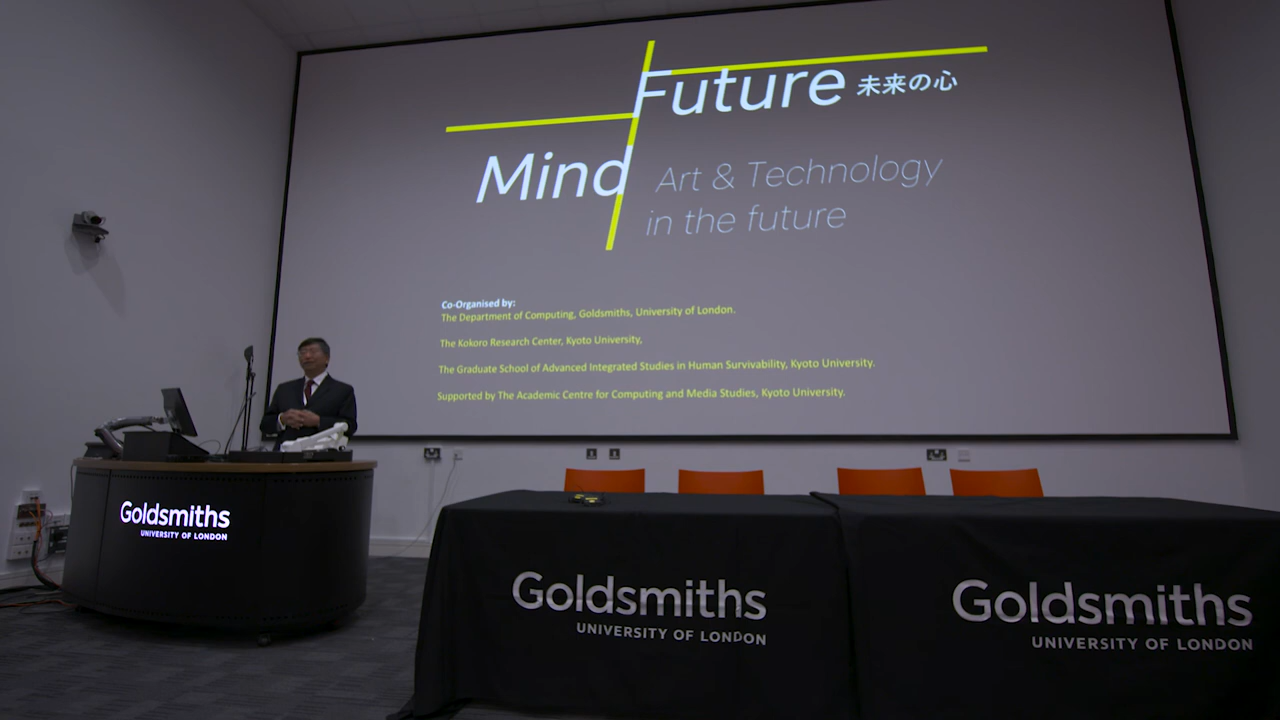 Future 未来の心
Mind
Art & Technology
in the future
Co-Organised by:
The Department of Computing, Goldsmiths, University of London.
The Kokoro Research Center, Kyoto University,
The Graduate School of Advanced Integrated Studies in Human Survivability, Kyoto University.
Supported by The Academic Centre for Computing and Media Studies, Kyoto University.
Goldsmiths
UNIVERSITY OF LONDON
Goldsmiths
UNIVERSITY OF LONDON
Goldsmiths
UNIVERSITY OF LONDON